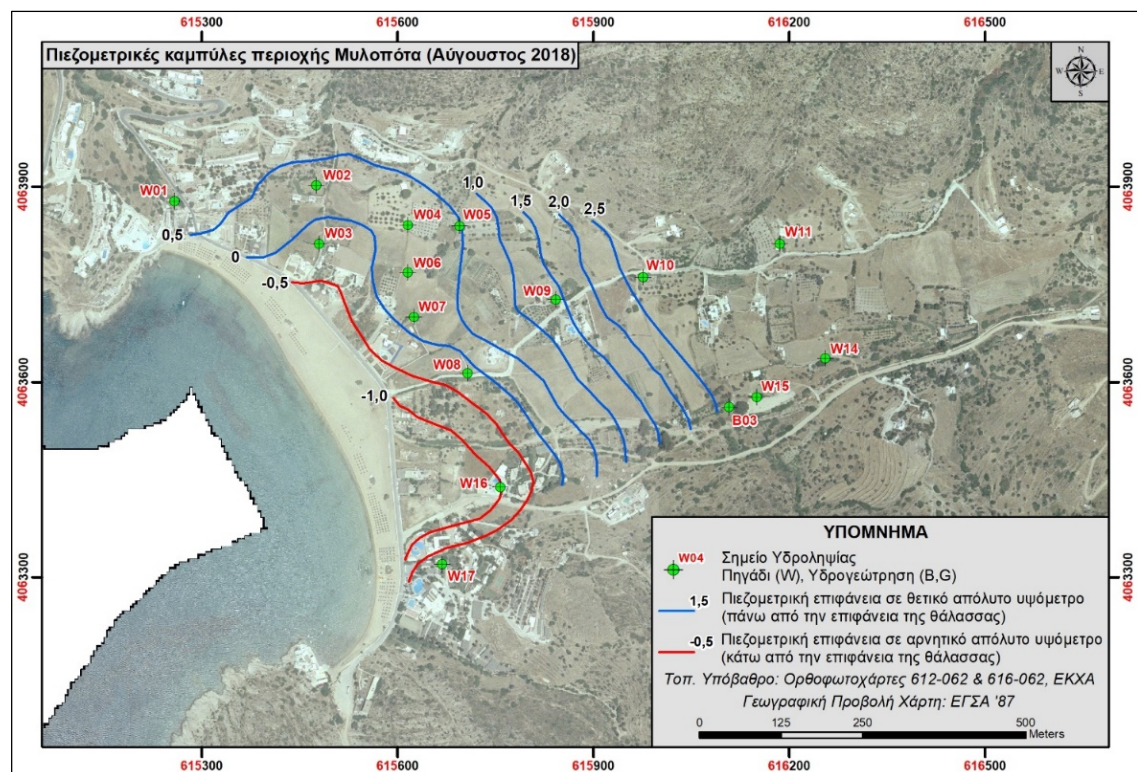 615300 615600 615900 616200 616500
Πιεζομετρικές καμπύλες περιοχής Μυλοπότα (Αύγουστος 2018)
N
W E
S
4063900 4063900
W01
W02
1,0
1,5
2,0
2,5
W04
W05
0,5
W03
W11
0
W06
-0,5
W10
W09
W07
4063600 4063600
W08
W14
-1,0
W15
B03
W16
ΥΠΟΜΝΗΜΑ
W04
Σημείο Υδροληψίας
Πηγάδι (W), Υδρογεώτρηση (B,G)
4063300 4063300
W17
1,5 Πιεζομετρική επιφάνεια σε θετικό απόλυτο υψόμετρο
(πάνω από την επιφάνεια της θάλασσας)
-0,5 Πιεζομετρική επιφάνεια σε αρνητικό απόλυτο υψόμετρο
(κάτω από την επιφάνεια της θάλασσας)
Τοπ. Υπόβαθρο: Ορθοφωτοχάρτες 612-062 & 616-062, ΕΚΧΑ
Γεωγραφική Προβολή Χάρτη: ΕΓΣΑ '87
0 125 250 500
Meters
615300 615600 615900 616200 616500